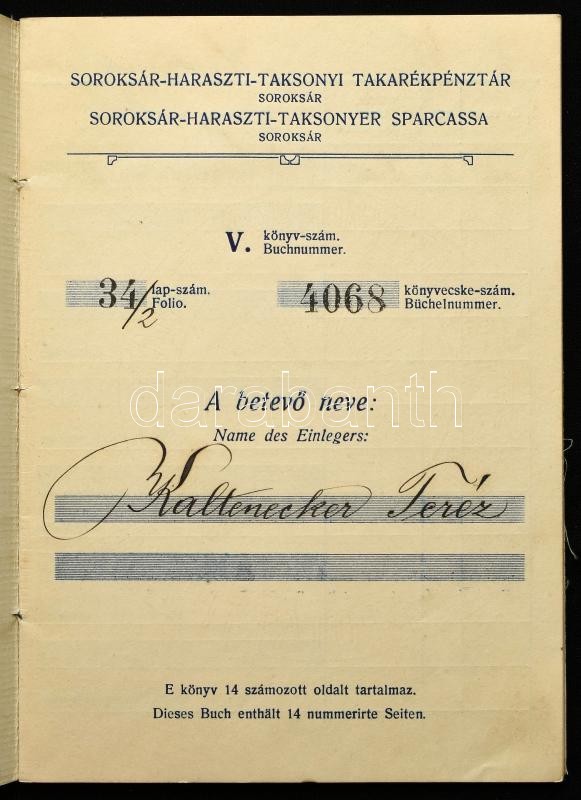 SOROKSÁR-HARASZTI-TAKSONYI TAKARÉKPÉNZTÁR
SOROKSÁR
SOROKSÁR-HARASZTI-TAKSONYER SPARCASSA
SOROKSÁR
V. könyv-szám.
Buchnummer.
34/2 lap-szám.
Folio.
4068 könyvecske-szám.
Büchelnummer.
darabanth
A betevő neve:
Name des Einlegers:
Kaltenecker Teréz
E könyv 14 számozott oldalt tartalmaz.
Dieses Buch enthält 14 nummerirte Seiten.